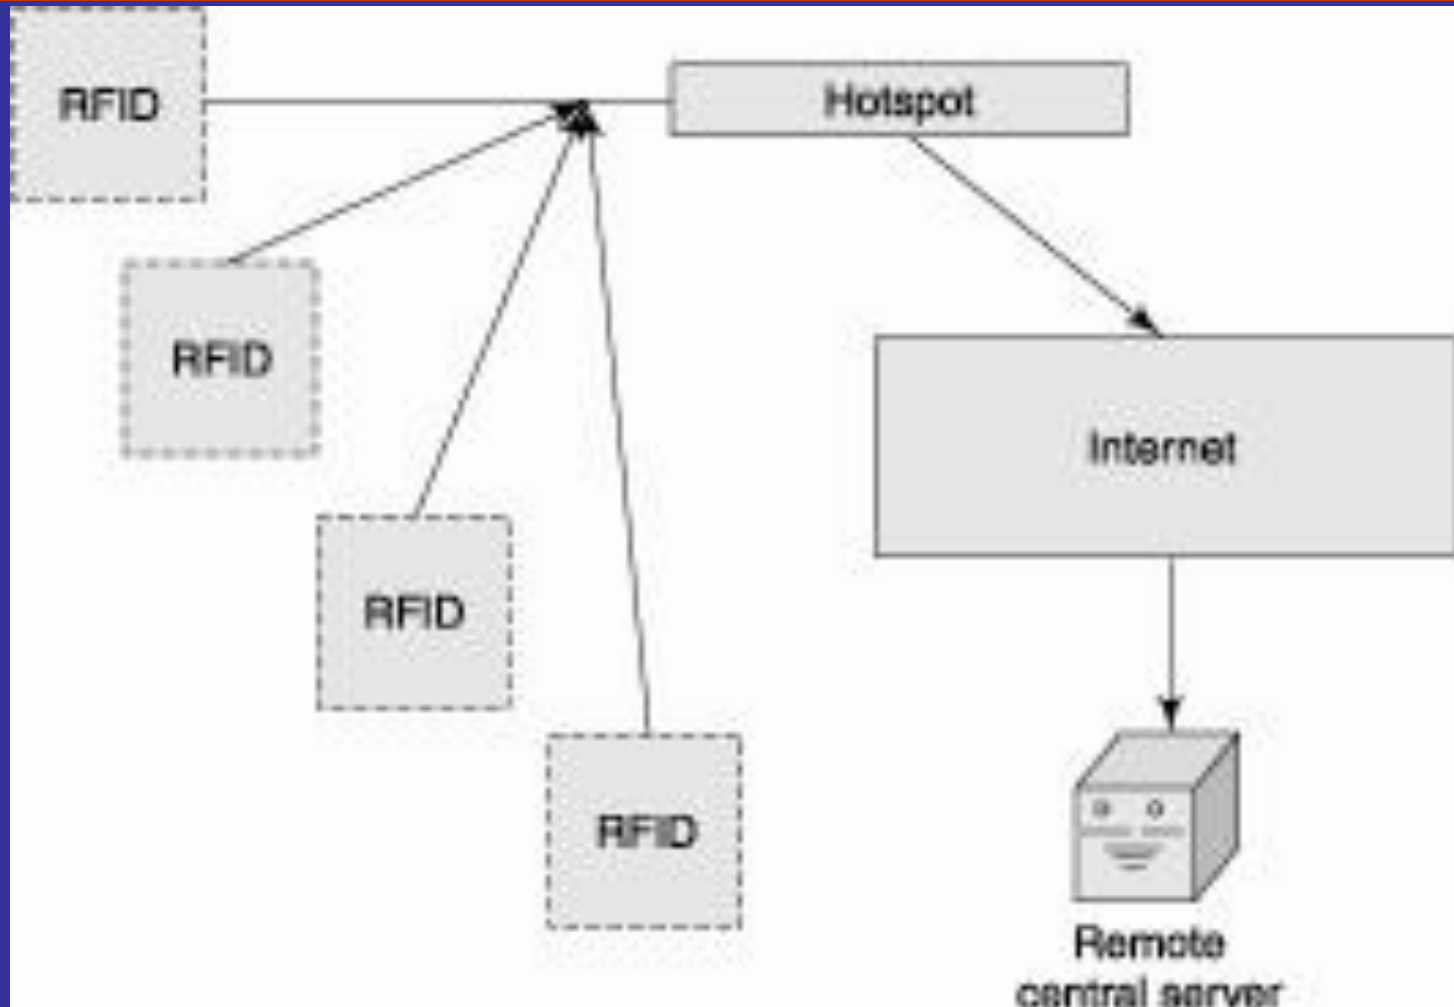 RFID
Hotspot
RFID
Internet
RFID
RFID
Remote
central server